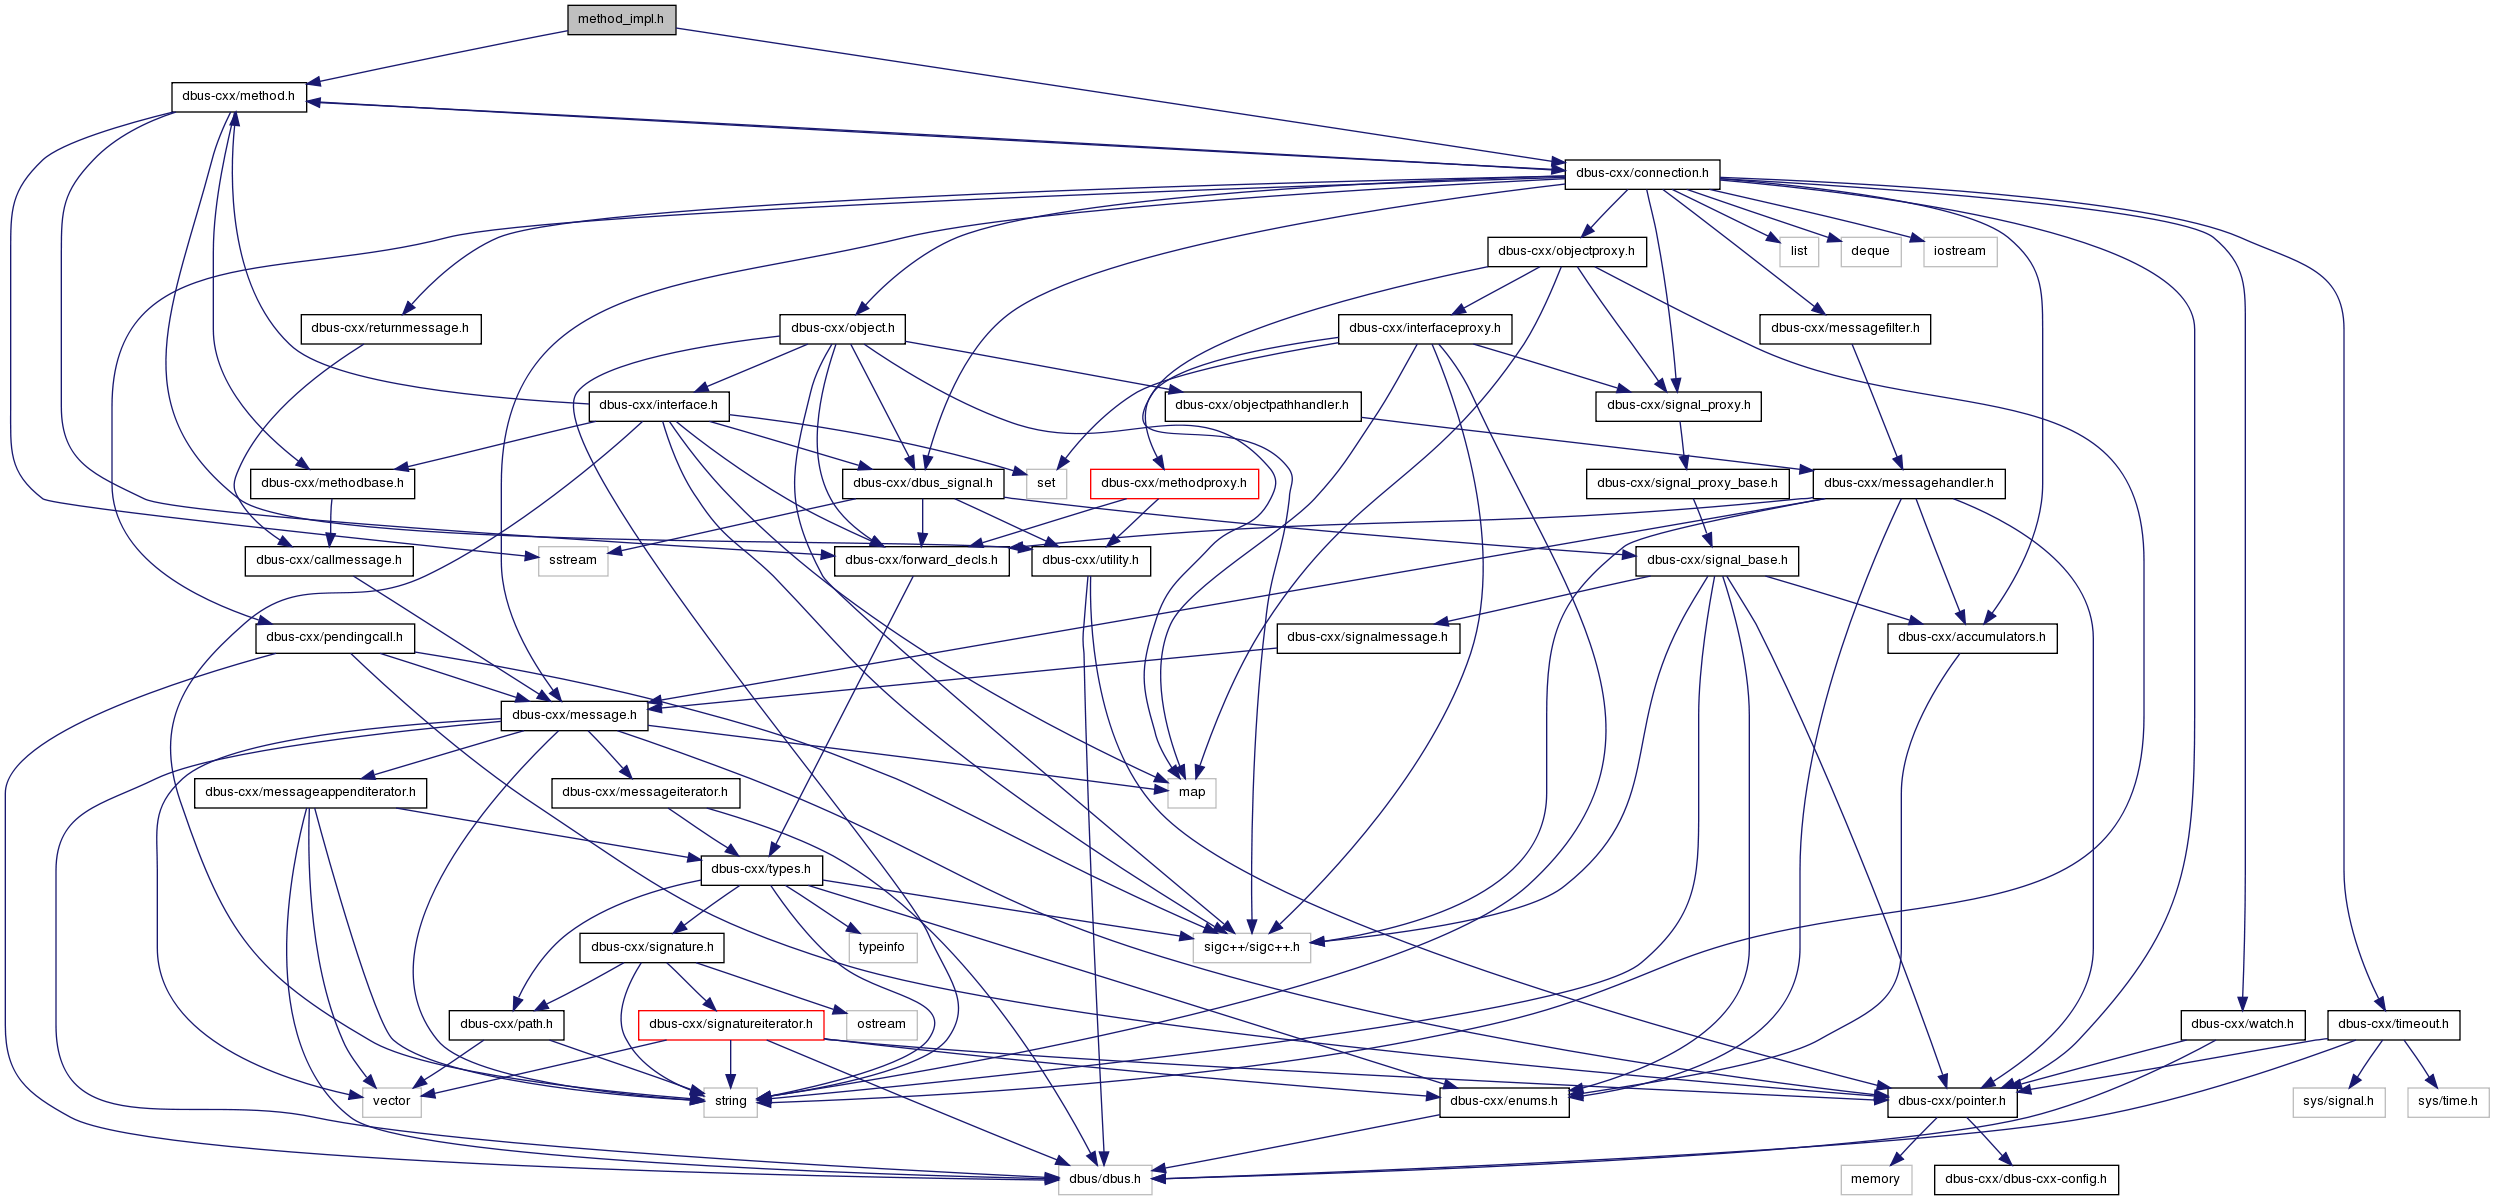 method_impl.h
dbus-cxx/method.h
dbus-cxx/connection.h
dbus-cxx/objectproxy.h
list
deque
iostream
dbus-cxx/returnmessage.h
dbus-cxx/object.h
dbus-cxx/interfaceproxy.h
dbus-cxx/messagefilter.h
dbus-cxx/interface.h
dbus-cxx/objectpathhandler.h
dbus-cxx/signal_proxy.h
dbus-cxx/methodbase.h
dbus-cxx/dbus_signal.h
set
dbus-cxx/methodproxy.h
dbus-cxx/signal_proxy_base.h
dbus-cxx/messagehandler.h
dbus-cxx/callmessage.h
sstream
dbus-cxx/forward_decls.h
dbus-cxx/utility.h
dbus-cxx/signal_base.h
dbus-cxx/pendingcall.h
dbus-cxx/signalmessage.h
dbus-cxx/accumulators.h
dbus-cxx/message.h
dbus-cxx/messageappenditerator.h
dbus-cxx/messageiterator.h
map
dbus-cxx/types.h
dbus-cxx/signature.h
typeinfo
sigc++/sigc++.h
dbus-cxx/path.h
dbus-cxx/signatureiterator.h
ostream
dbus-cxx/watch.h
dbus-cxx/timeout.h
vector
string
dbus-cxx/enums.h
dbus-cxx/pointer.h
sys/signal.h
sys/time.h
dbus/dbus.h
memory
dbus-cxx/dbus-cxx-config.h